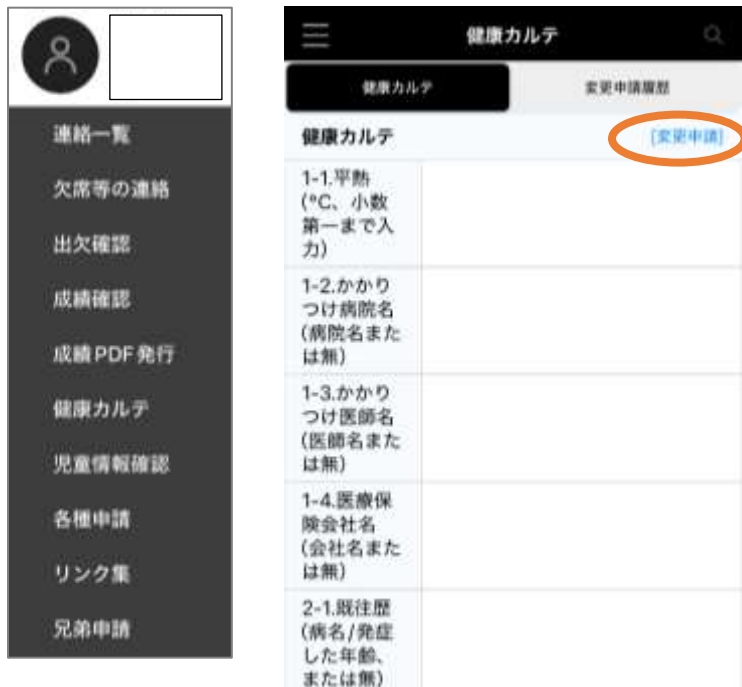 連絡一覧
欠席等の連絡
出欠確認
成績確認
成績PDF発行
健康カルテ
児童情報確認
各種申請
リンク集
兄弟申請
健康カルテ
健康カルテ
変更申請履歴
健康カルテ
[変更申請]
1-1.平熱
(°C、小数
第一まで入
力)
1-2.かかり
つけ病院名
(病院名また
は無)
1-3.かかり
つけ医師名
(医師名また
は無)
1-4.医療保
険会社名
(会社名また
は無)
2-1.既往歴
(病名/発症
した年齢、
または無)